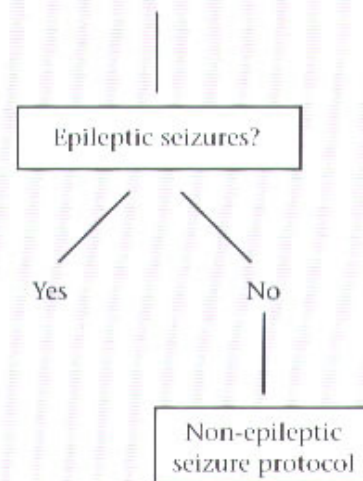 Epileptic seizures?
Yes
No
Non-epileptic
seizure protocol